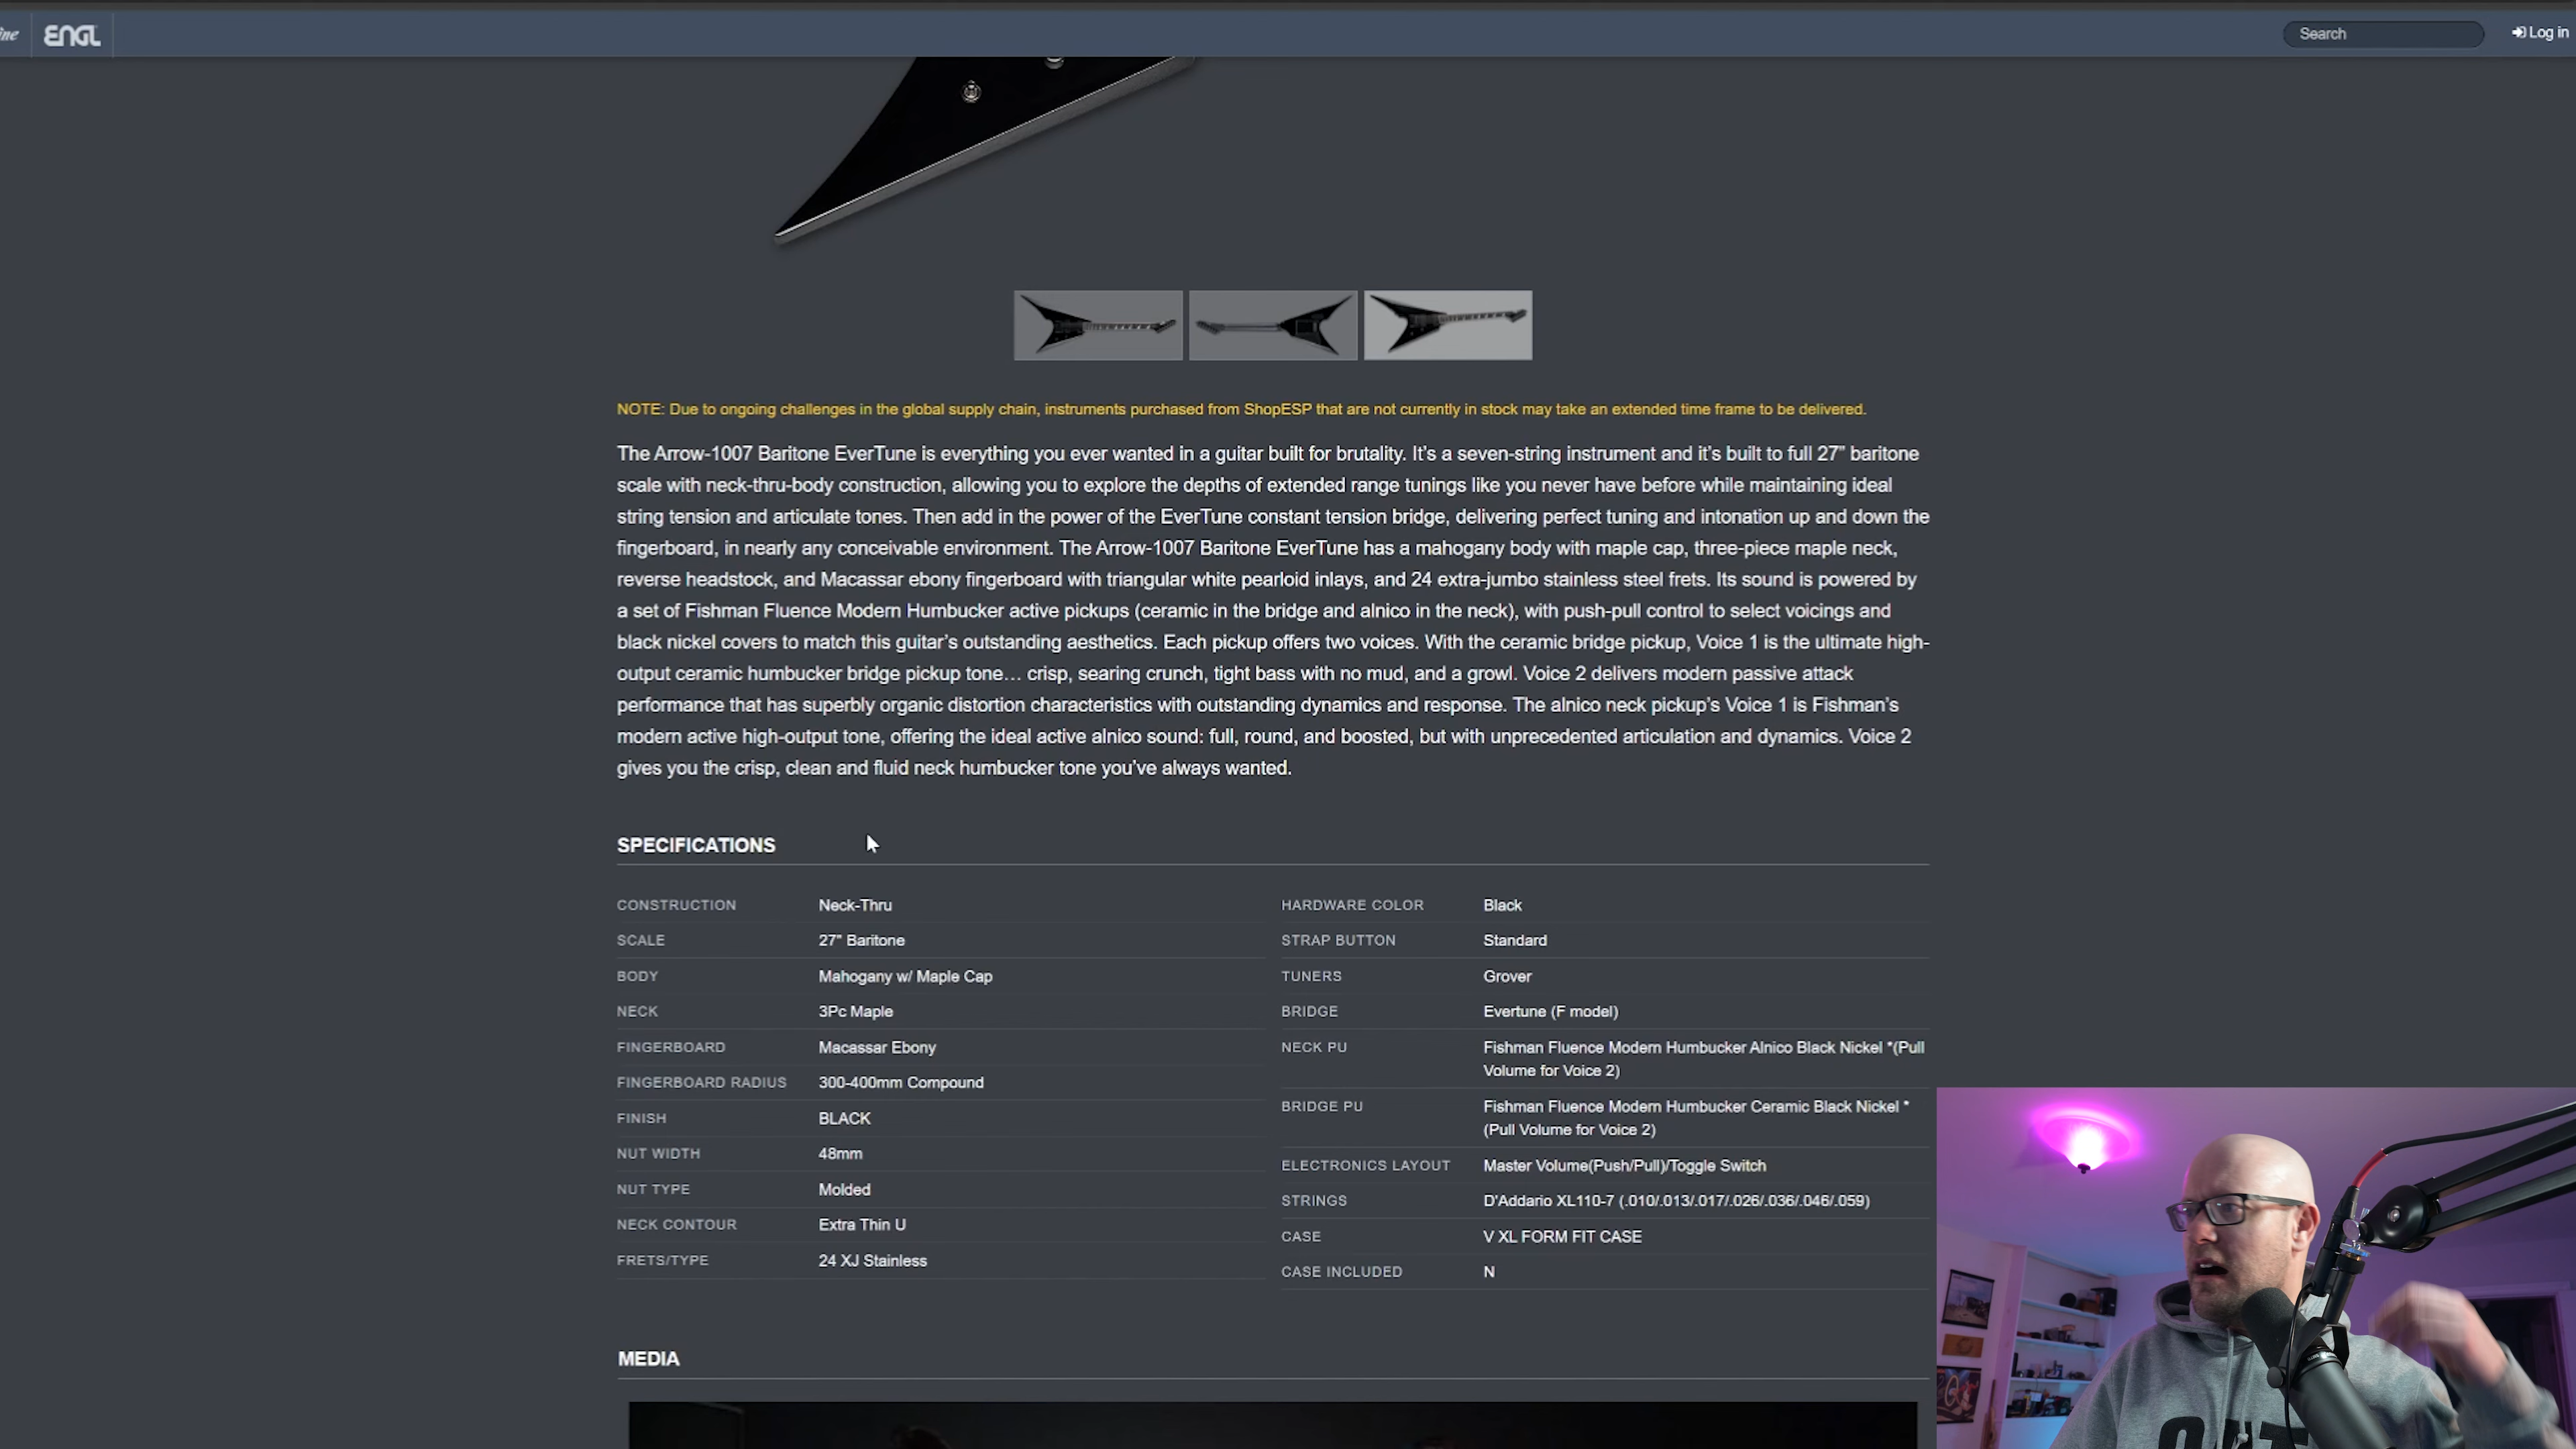 ine
ENGL
Search
Log in
NOTE: Due to ongoing challenges in the global supply chain, instruments purchased from ShopESP that are not currently in stock may take an extended time frame to be delivered.
The Arrow-1007 Baritone EverTune is everything you ever wanted in a guitar built for brutality. It's a seven-string instrument and it's built to full 27” baritone
scale with neck-thru-body construction, allowing you to explore the depths of extended range tunings like you never have before while maintaining ideal
string tension and articulate tones. Then add in the power of the EverTune constant tension bridge, delivering perfect tuning and intonation up and down the
fingerboard, in nearly any conceivable environment. The Arrow-1007 Baritone EverTune has a mahogany body with maple cap, three-piece maple neck,
reverse headstock, and Macassar ebony fingerboard with triangular white pearloid inlays, and 24 extra-jumbo stainless steel frets. Its sound is powered by
a set of Fishman Fluence Modern Humbucker active pickups (ceramic in the bridge and alnico in the neck), with push-pull control to select voicings and
black nickel covers to match this guitar's outstanding aesthetics. Each pickup offers two voices. With the ceramic bridge pickup, Voice 1 is the ultimate high-
output ceramic humbucker bridge pickup tone… crisp, searing crunch, tight bass with no mud, and a growl. Voice 2 delivers modern passive attack
performance that has superbly organic distortion characteristics with outstanding dynamics and response. The alnico neck pickup's Voice 1 is Fishman's
modern active high-output tone, offering the ideal active alnico sound: full, round, and boosted, but with unprecedented articulation and dynamics. Voice 2
gives you the crisp, clean and fluid neck humbucker tone you've always wanted.
SPECIFICATIONS
CONSTRUCTION Neck-Thru
SCALE 27" Baritone
BODY Mahogany w/ Maple Cap
NECK 3Pc Maple
FINGERBOARD Macassar Ebony
FINGERBOARD RADIUS 300-400mm Compound
FINISH BLACK
NUT WIDTH 48mm
NUT TYPE Molded
NECK CONTOUR Extra Thin U
FRETS/TYPE 24 XJ Stainless
HARDWARE COLOR Black
STRAP BUTTON Standard
TUNERS Grover
BRIDGE Evertune (F model)
NECK PU Fishman Fluence Modern Humbucker Alnico Black Nickel *(Pull
Volume for Voice 2)
BRIDGE PU Fishman Fluence Modern Humbucker Ceramic Black Nickel *
(Pull Volume for Voice 2)
ELECTRONICS LAYOUT Master Volume(Push/Pull)/Toggle Switch
STRINGS D'Addario XL110-7 (.010/.013/.017/.026/.036/.046/.059)
CASE V XL FORM FIT CASE
CASE INCLUDED N
MEDIA